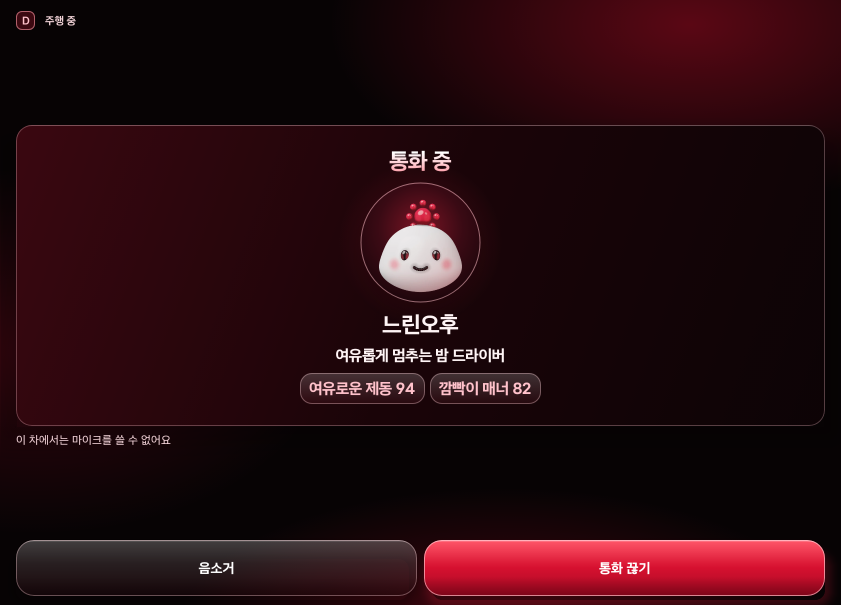 D 주행 중
통화 중
느린오후
여유롭게 멈추는 밤 드라이버
여유로운 제동 94 깜빡이 매너 82
이 차에서는 마이크를 쓸 수 없어요
음소거 통화 끊기